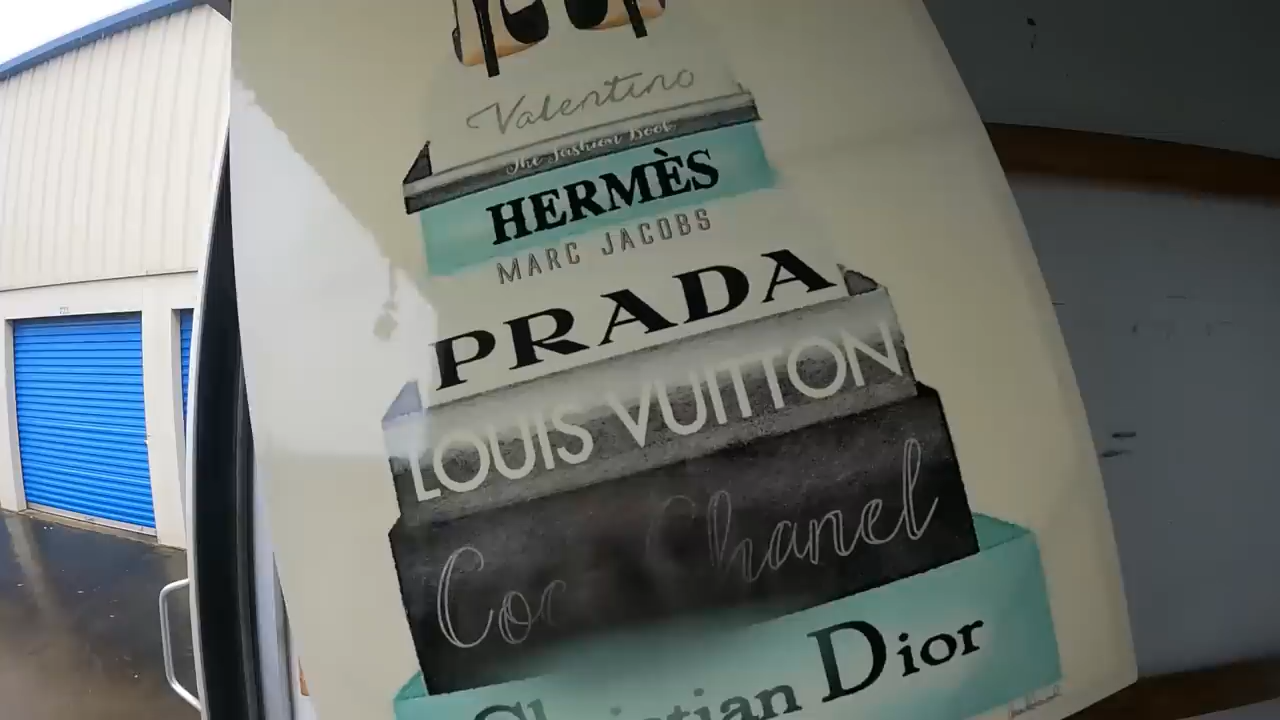 Valentino
The Fashion Book
HERMÈS
MARC JACOBS
PRADA
LOUIS VUITTON
Coco Chanel
Christian Dior